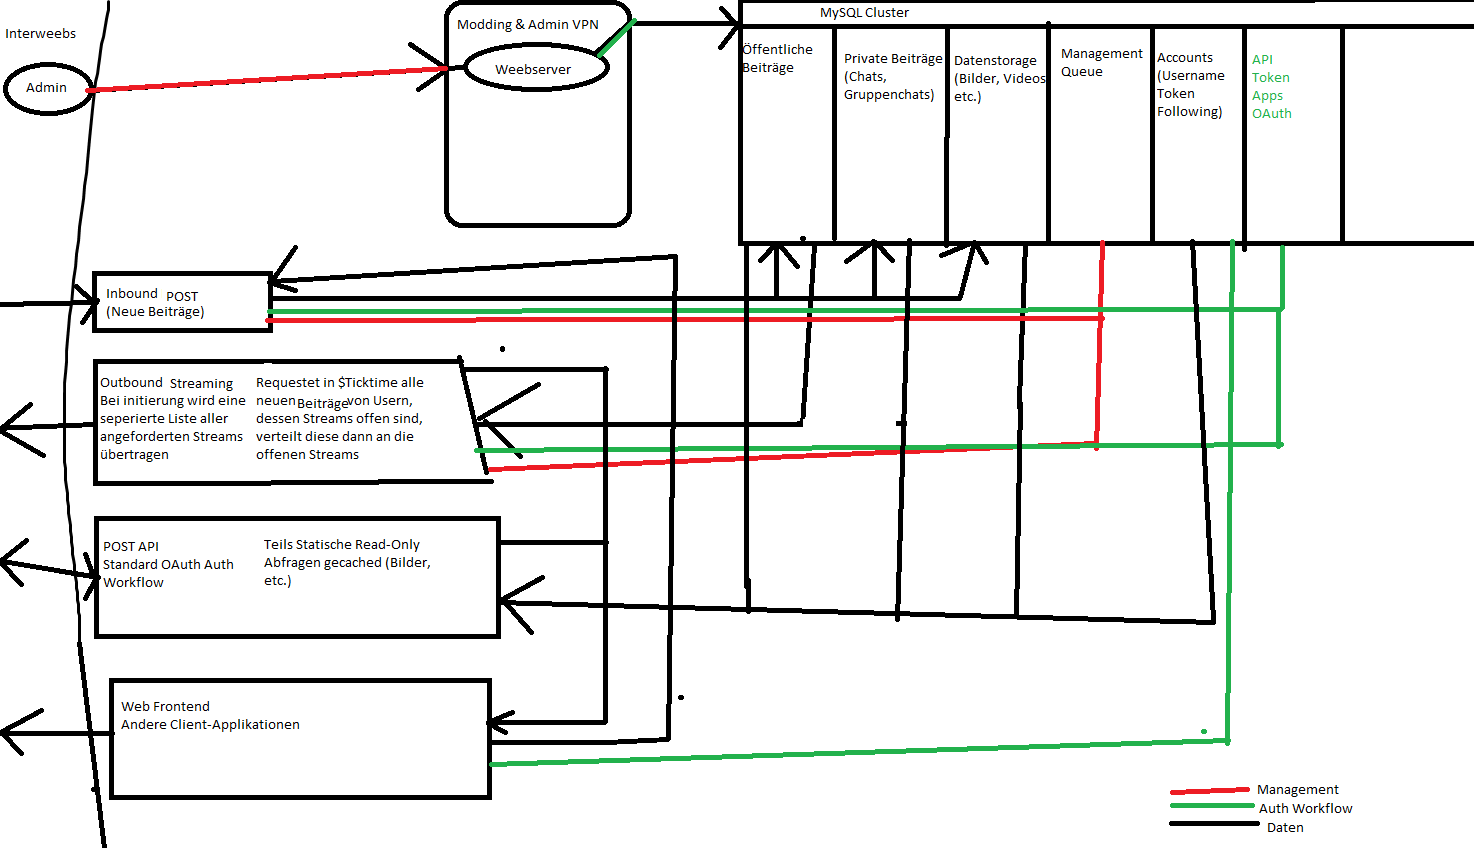 Interweebs
Admin
Modding & Admin VPN
Weebserver
MySQL Cluster
Öffentliche
Beiträge
Private Beiträge
(Chats,
Gruppenchats)
Datenstorage
(Bilder, Videos
etc.)
Management
Queue
Accounts
(Username
Token
Following)
API
Token
Apps
OAuth
Inbound POST
(Neue Beiträge)
Outbound Streaming
Bei initierung wird eine
seperierte Liste aller
angeforderten Streams
übertragen
Requestet in $Ticktime alle
neuen Beiträge von Usern,
dessen Streams offen sind,
verteilt diese dann an die
offenen Streams
POST API
Standard OAuth Auth
Workflow
Teils Statische Read-Only
Abfragen gecached (Bilder,
etc.)
Web Frontend
Andere Client-Applikationen
Management
Auth Workflow
Daten